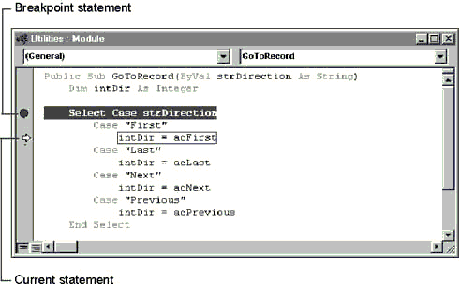 Breakpoint statement
Utilities : Module
(General) GoToRecord
Public Sub GoToRecord(ByVal strDirection As String)
Dim intDir As Integer
Select Case strDirection
Case "First"
intDir = acFirst
Case "Last"
intDir = acLast
Case "Next"
intDir = acNext
Case "Previous"
intDir = acPrevious
End Select
Current statement